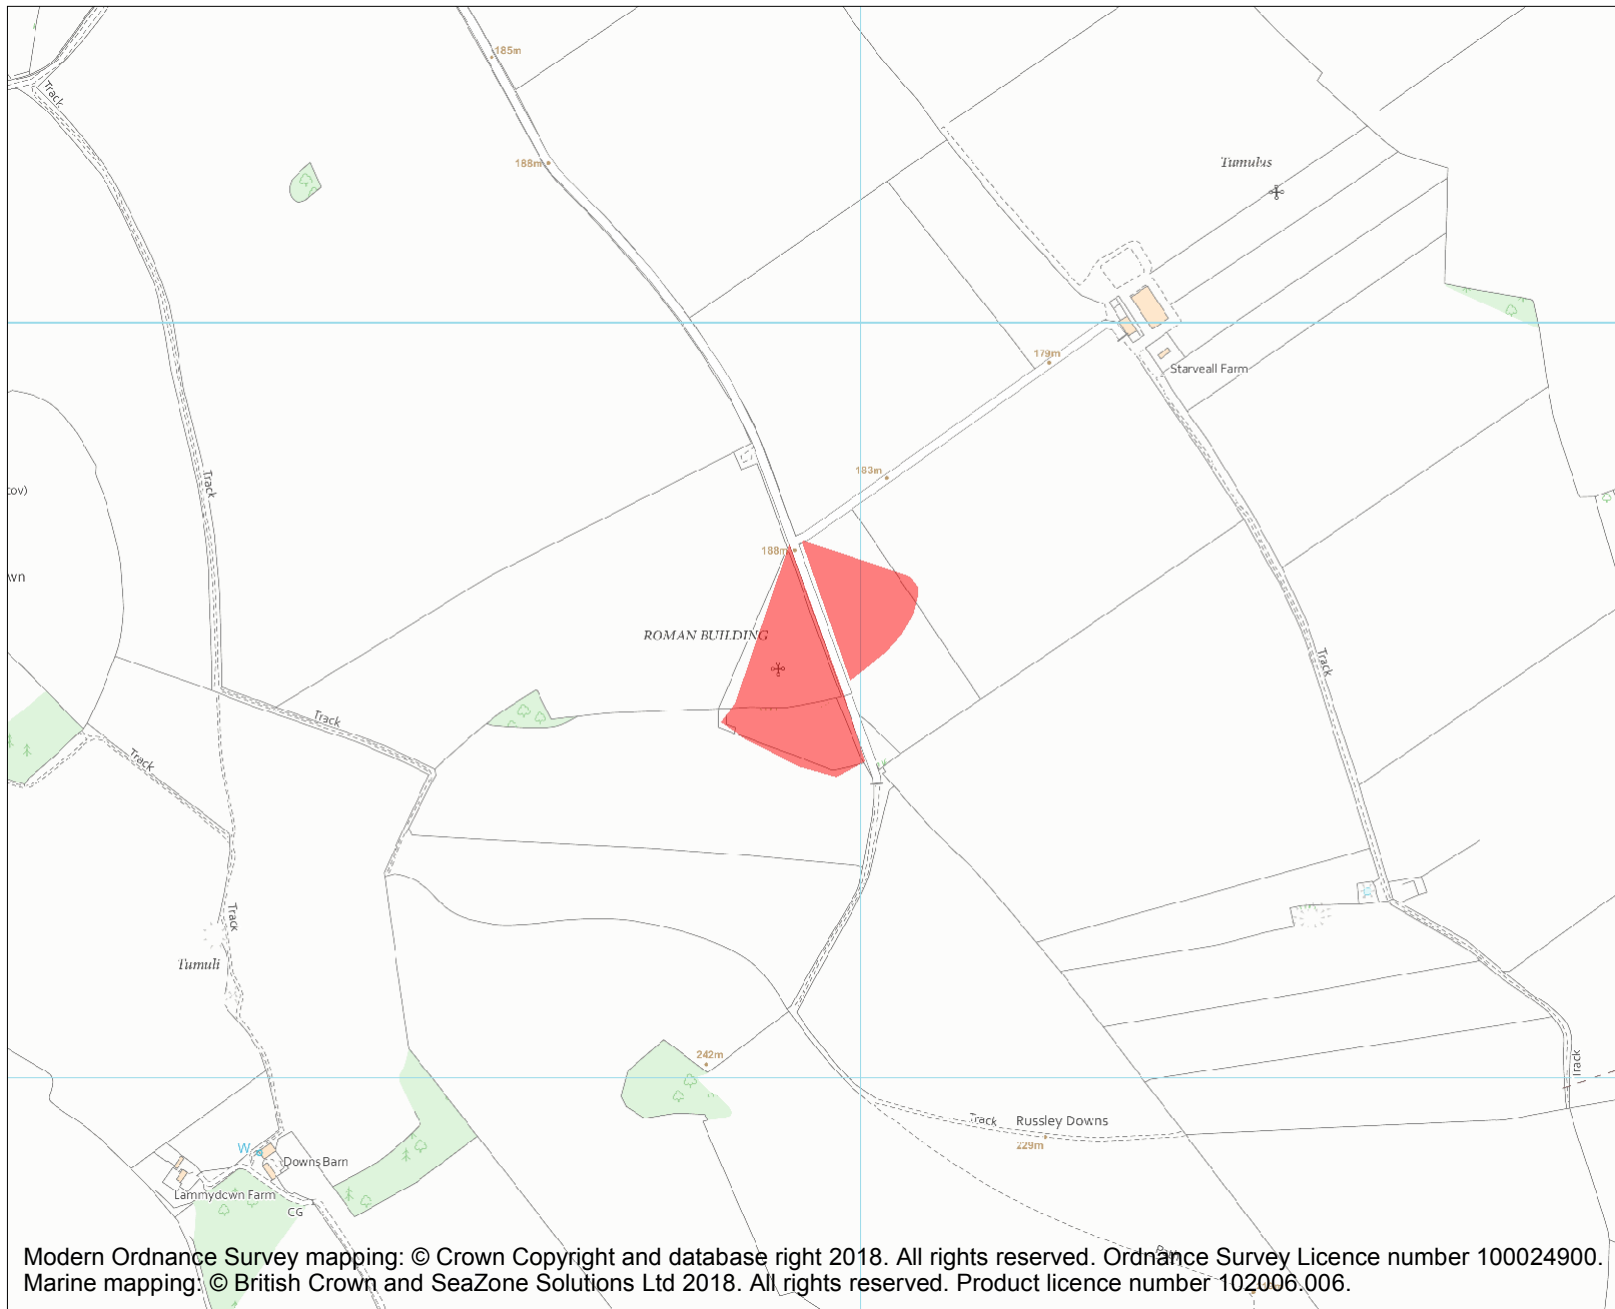 185m
Track
188m
Tumulus
179m
Starveall Farm
183m
Track
cov)
188m
wn
ROMAN BUILDING
Track
Track
Track
Track
Tumuli
242m
Track
Track
Russley Downs
229m
W
Downs Barn
Lammydown Farm
CG
Path
Modern Ordnance Survey mapping: © Crown Copyright and database right 2018. All rights reserved. Ordnance Survey Licence number 100024900.
Marine mapping: © British Crown and SeaZone Solutions Ltd 2018. All rights reserved. Product licence number 102006.006.